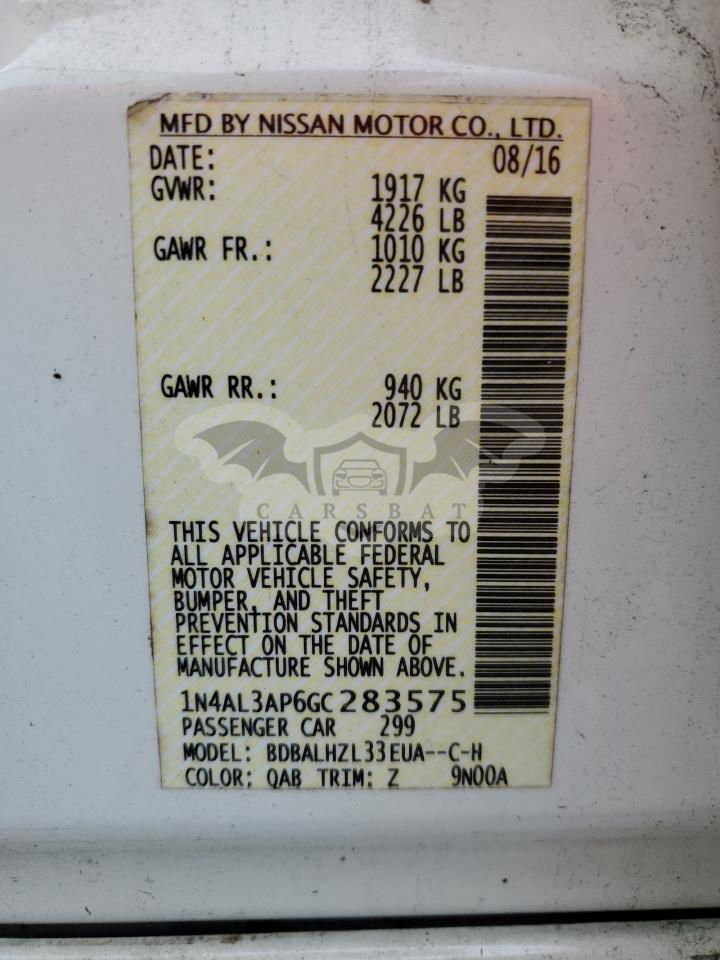 MFD BY NISSAN MOTOR CO., LTD.
DATE: 08/16
GVWR: 1917 KG
4226 LB
GAWR FR.: 1010 KG
2227 LB
GAWR RR.: 940 KG
2072 LB
CARSBAT
THIS VEHICLE CONFORMS TO
ALL APPLICABLE FEDERAL
MOTOR VEHICLE SAFETY,
BUMPER, AND THEFT
PREVENTION STANDARDS IN
EFFECT ON THE DATE OF
MANUFACTURE SHOWN ABOVE.
1N4AL3AP6GC283575
PASSENGER CAR 299
MODEL: BDBALHZL33EUA--C-H
COLOR: QAB TRIM: Z 9N00A